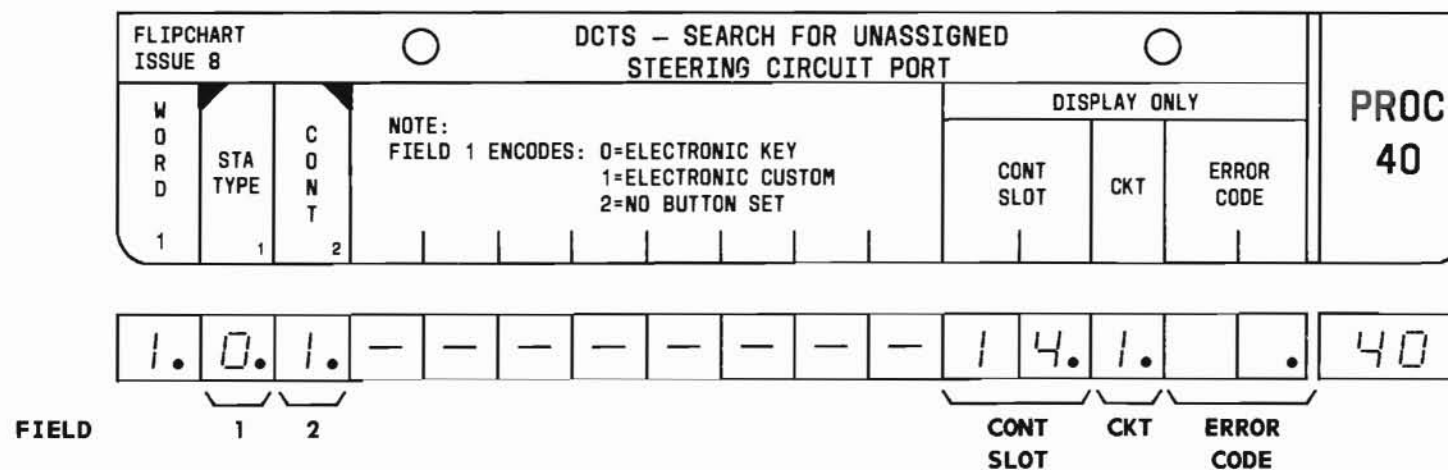 FLIPCHART
ISSUE 8
DCTS – SEARCH FOR UNASSIGNED
STEERING CIRCUIT PORT
PROC
40
WORD
1
STA
TYPE
1
CONT
2
NOTE:
FIELD 1 ENCODES: 0=ELECTRONIC KEY
1=ELECTRONIC CUSTOM
2=NO BUTTON SET
DISPLAY ONLY
CONT
SLOT
CKT
ERROR
CODE
1. 0. 1. – – – – – – – – 1 4. 1. . 40
FIELD 1 2 CONT
SLOT CKT ERROR
CODE